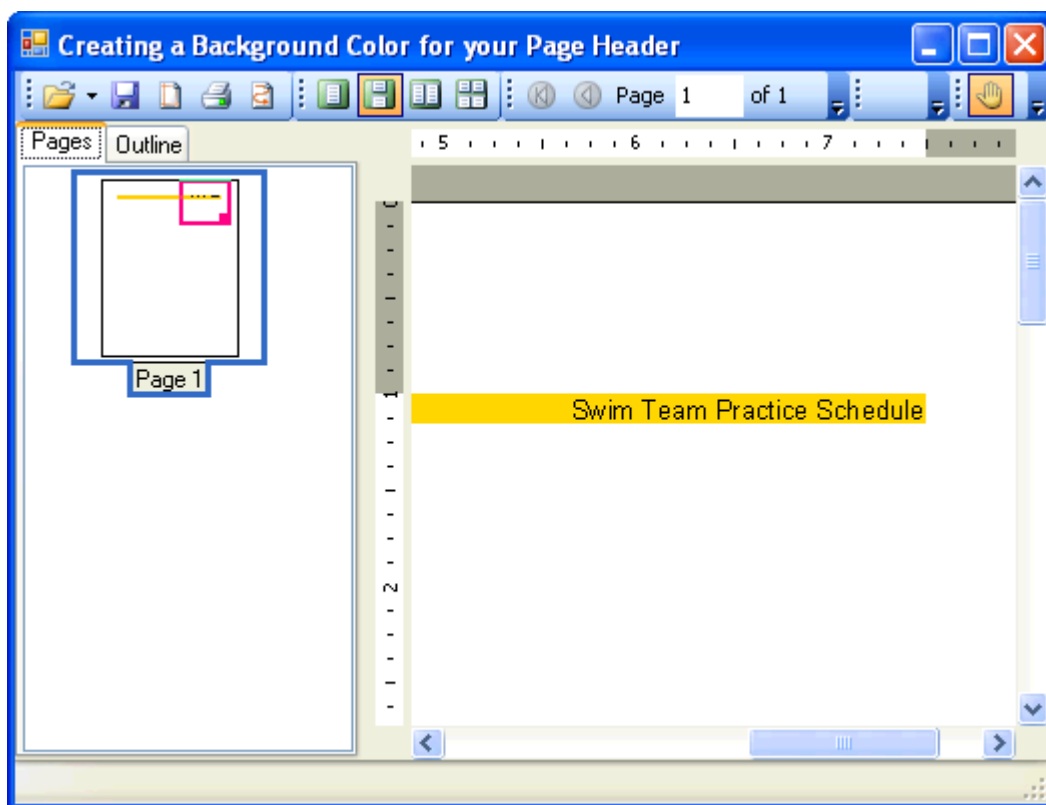 Creating a Background Color for your Page Header
Page 1 of 1
Pages Outline
5 6 7
Page 1
0
1
Swim Team Practice Schedule
2